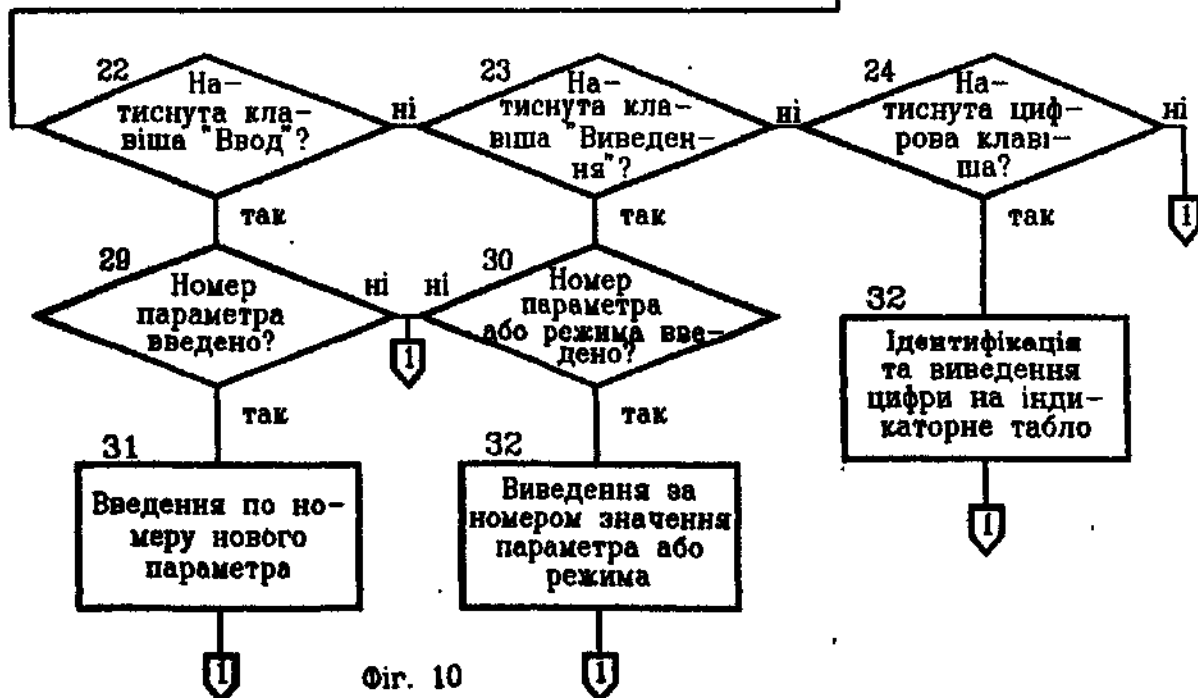 22
На-
тиснута кла-
віша "Ввод"?
ні
так
23
На-
тиснута кла-
віша "Виведен-
ня"?
ні
так
24
На-
тиснута циф-
рова клаві-
ша?
ні
1
так
29
Номер
параметра
введено?
ні
1
так
30
Номер
параметра
або режима вве-
дено?
ні
так
32
Ідентифікація
та виведення
цифри на інди-
каторне табло
1
31
Введення по но-
меру нового
параметра
1
32
Виведення за
номером значення
параметра або
режима
1
Фіг. 10